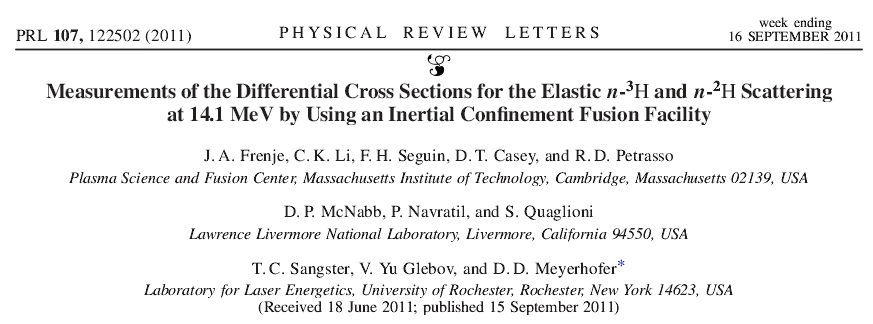 PRL 107, 122502 (2011)
PHYSICAL REVIEW LETTERS
week ending
16 SEPTEMBER 2011
Measurements of the Differential Cross Sections for the Elastic n-³H and n-²H Scattering
at 14.1 MeV by Using an Inertial Confinement Fusion Facility
J. A. Frenje, C. K. Li, F. H. Seguin, D. T. Casey, and R. D. Petrasso
Plasma Science and Fusion Center, Massachusetts Institute of Technology, Cambridge, Massachusetts 02139, USA
D. P. McNabb, P. Navratil, and S. Quaglioni
Lawrence Livermore National Laboratory, Livermore, California 94550, USA
T. C. Sangster, V. Yu Glebov, and D. D. Meyerhofer*
Laboratory for Laser Energetics, University of Rochester, Rochester, New York 14623, USA
(Received 18 June 2011; published 15 September 2011)